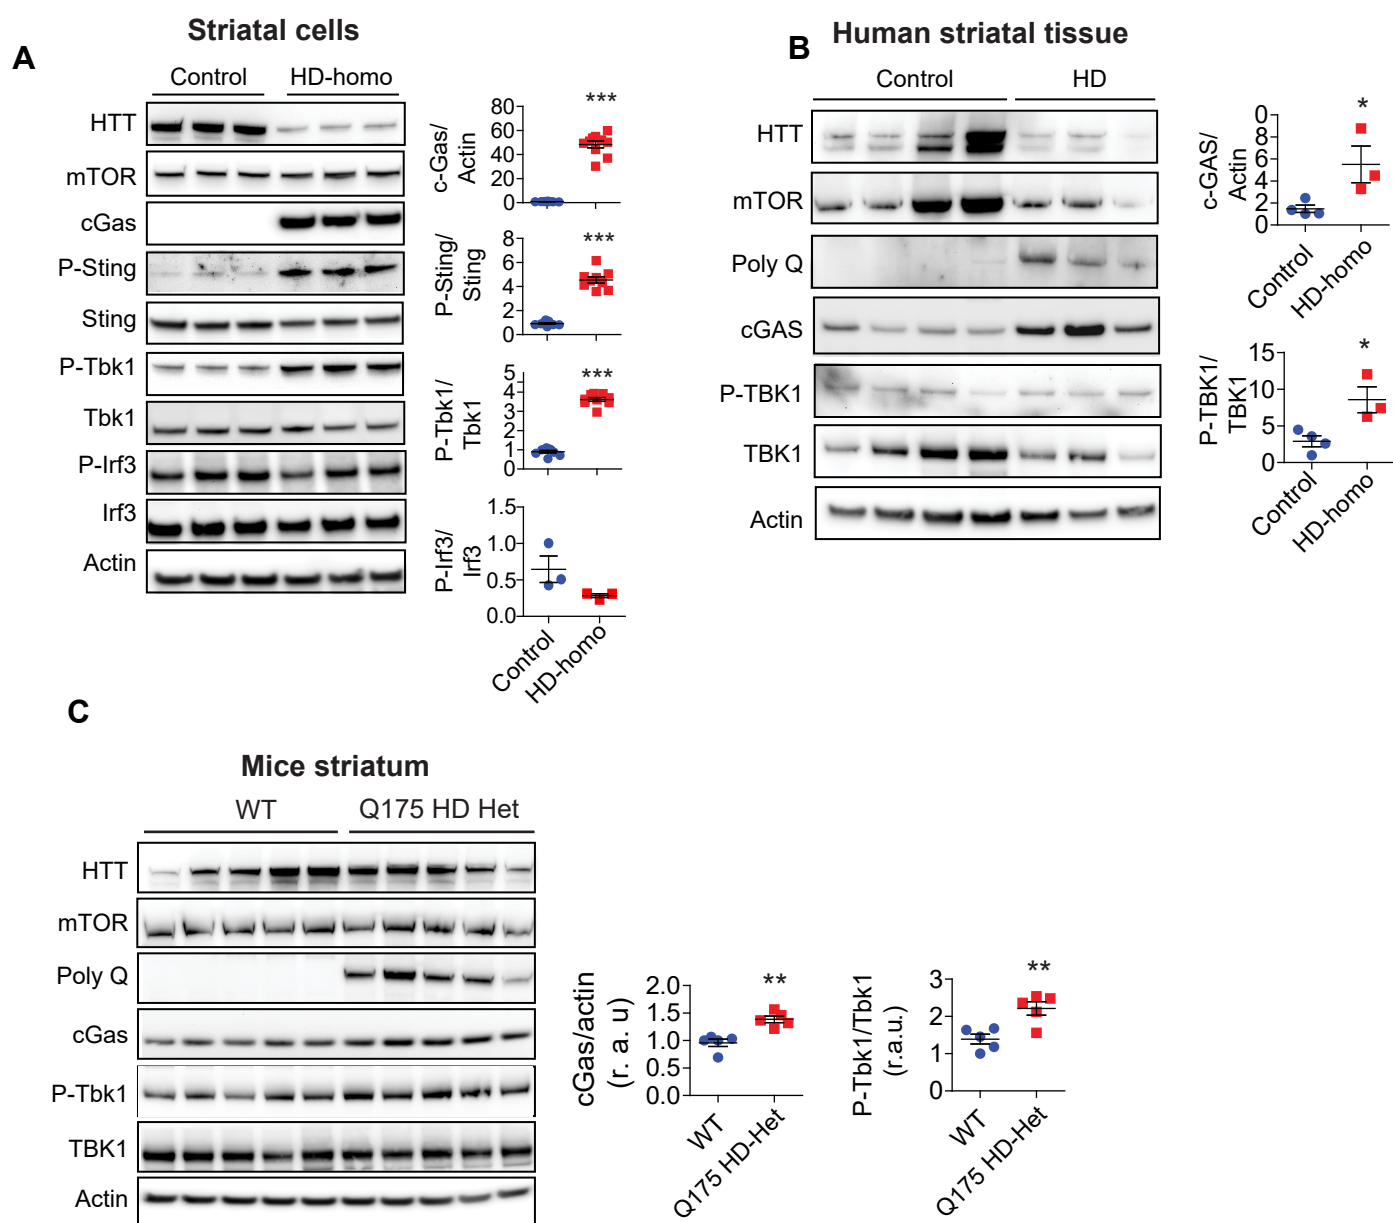 Striatal cells
A
Control HD-homo
HTT
mTOR
cGas
P-Sting
Sting
P-Tbk1
Tbk1
P-Irf3
Irf3
Actin
c-Gas/
Actin
80
60
40
20
0
***
P-Sting/
Sting
8
6
4
2
0
***
P-Tbk1/
Tbk1
5
4
3
2
1
0
***
P-Irf3/
Irf3
1.5
1.0
0.5
0.0
Control
HD-homo
B
Human striatal tissue
Control HD
HTT
mTOR
Poly Q
cGAS
P-TBK1
TBK1
Actin
c-GAS/
Actin
0
8
6
4
2
0
*
Control
HD-homo
P-TBK1/
TBK1
15
10
5
0
*
Control
HD-homo
C
Mice striatum
WT Q175 HD Het
HTT
mTOR
Poly Q
cGas
P-Tbk1
TBK1
Actin
cGas/actin
(r. a. u)
2.0
1.5
1.0
0.5
0.0
**
WT
Q175 HD-Het
P-Tbk1/Tbk1
(r.a.u.)
3
2
1
0
**
WT
Q175 HD-Het